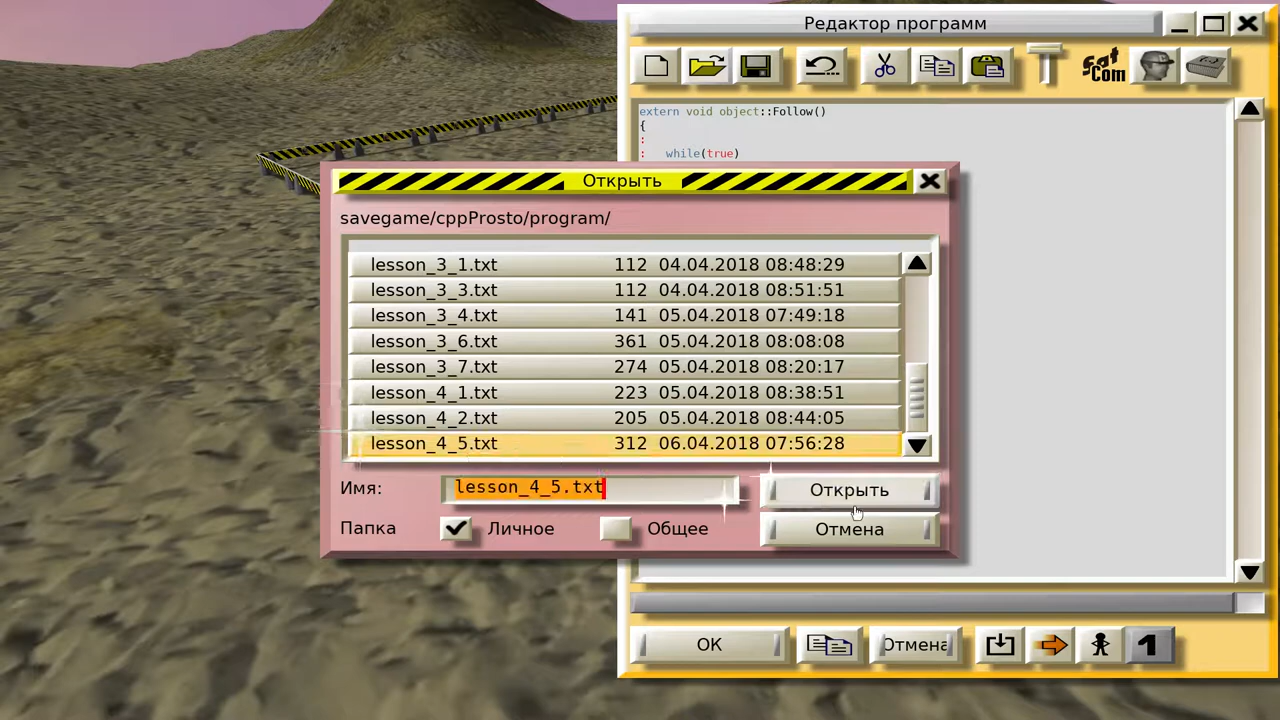 Редактор программ
Sat Com
extern void object::Follow()
{
:
: while(true)
Открыть
savegame/cppProsto/program/
lesson_3_1.txt 112 04.04.2018 08:48:29
lesson_3_3.txt 112 04.04.2018 08:51:51
lesson_3_4.txt 141 05.04.2018 07:49:18
lesson_3_6.txt 361 05.04.2018 08:08:08
lesson_3_7.txt 274 05.04.2018 08:20:17
lesson_4_1.txt 223 05.04.2018 08:38:51
lesson_4_2.txt 205 05.04.2018 08:44:05
lesson_4_5.txt 312 06.04.2018 07:56:28
Имя: lesson_4_5.txt Открыть
Папка Личное Общее Отмена
OK Отмена 1